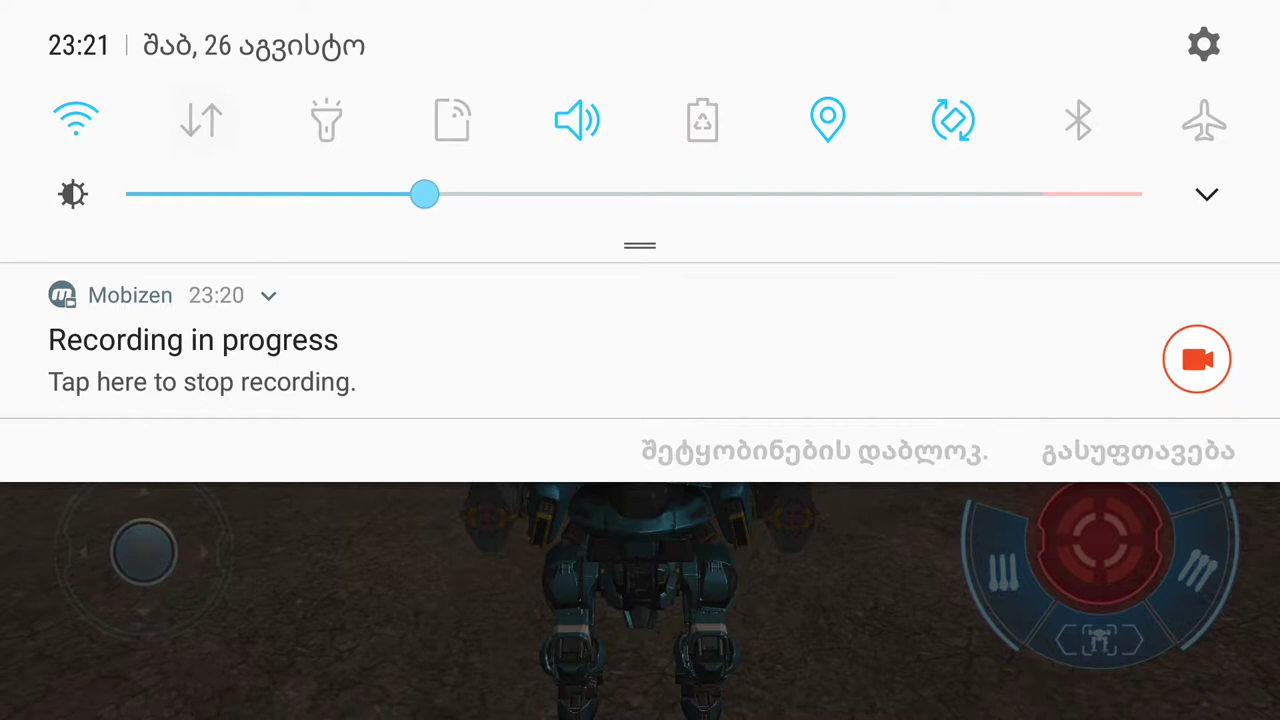 23:21 | შაბ, 26 აგვისტო
Mobizen 23:20
Recording in progress
Tap here to stop recording.
შეტყობინების დაბლოკ. გასუფთავება